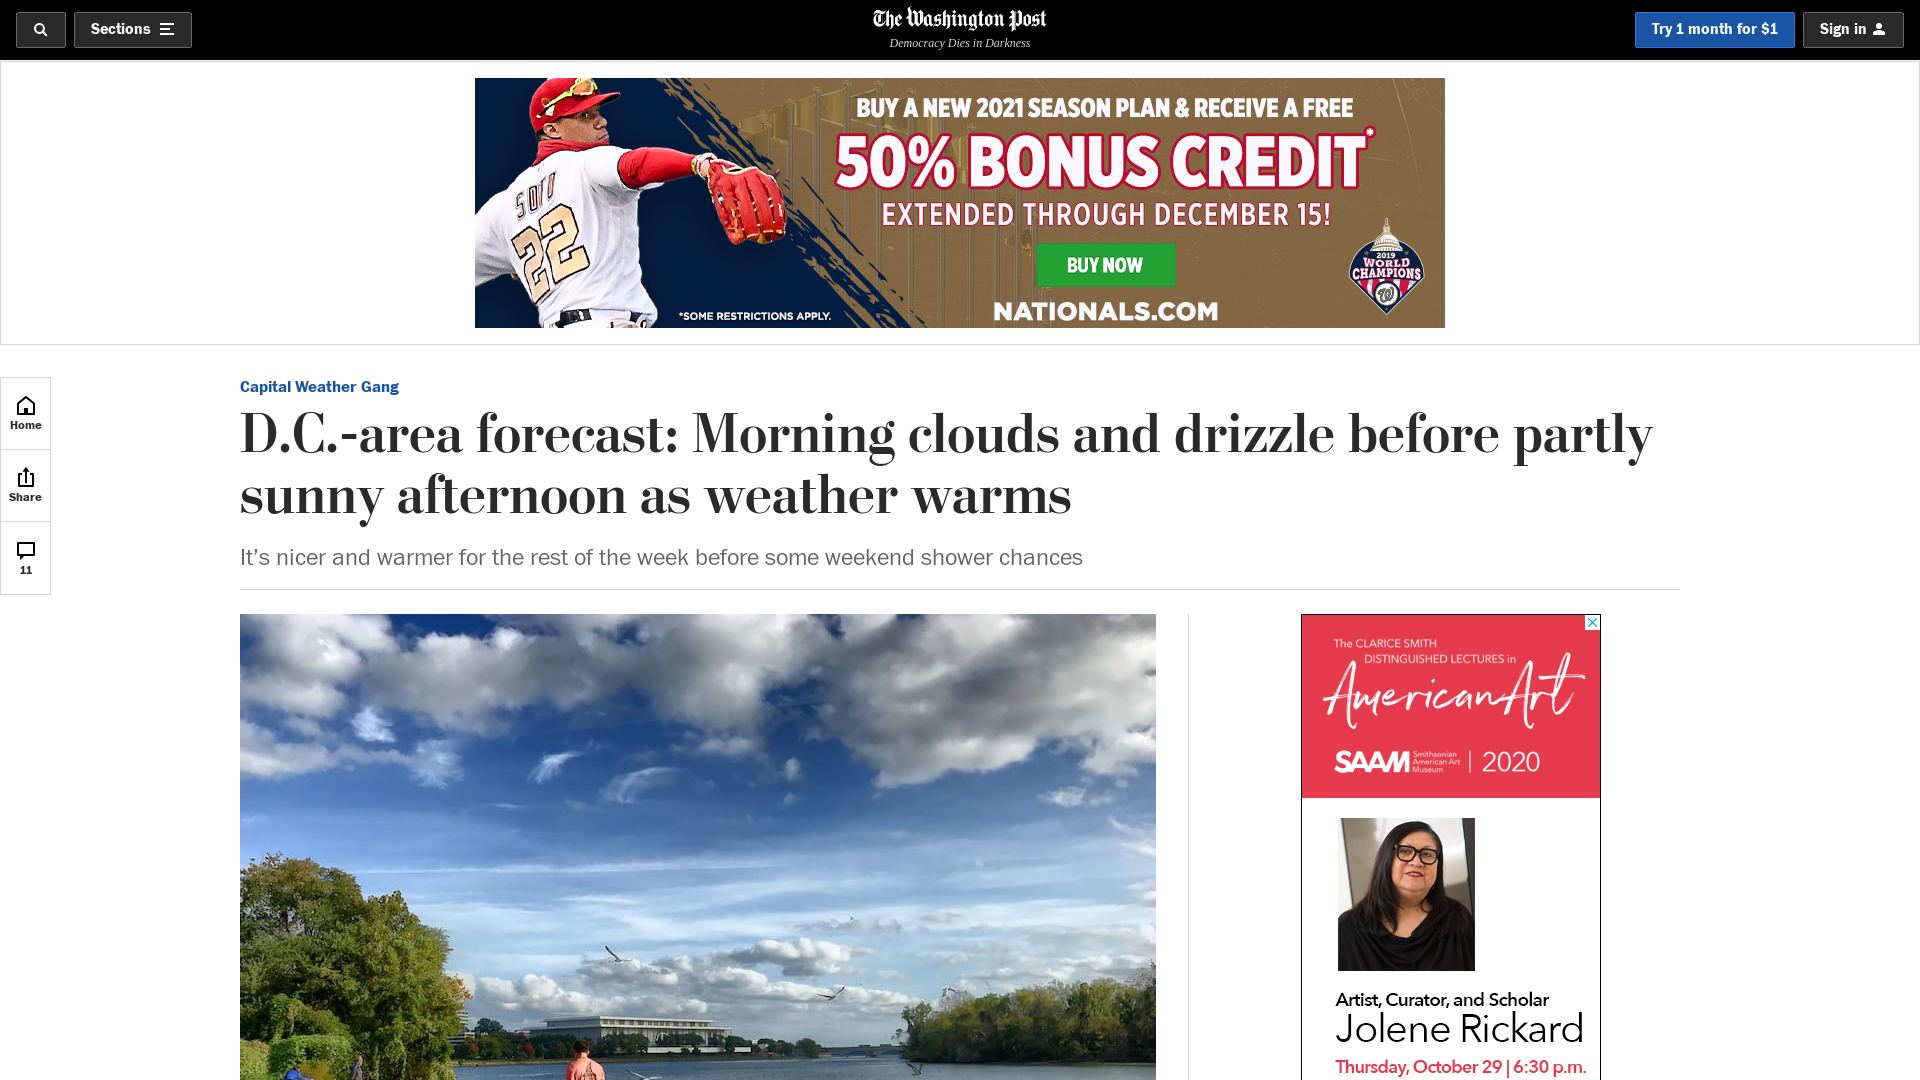 Sections
The Washington Post
Democracy Dies in Darkness
Try 1 month for $1
Sign in
BUY A NEW 2021 SEASON PLAN & RECEIVE A FREE
50% BONUS CREDIT*
EXTENDED THROUGH DECEMBER 15!
BUY NOW
NATIONALS.COM
*SOME RESTRICTIONS APPLY.
SOTO
22
2019
WORLD
CHAMPIONS
W
Home
Share
11
Capital Weather Gang
D.C.-area forecast: Morning clouds and drizzle before partly
sunny afternoon as weather warms
It’s nicer and warmer for the rest of the week before some weekend shower chances
The CLARICE SMITH
DISTINGUISHED LECTURES in
American Art
SAAM Smithsonian American Art Museum | 2020
Artist, Curator, and Scholar
Jolene Rickard
Thursday, October 29 | 6:30 p.m.